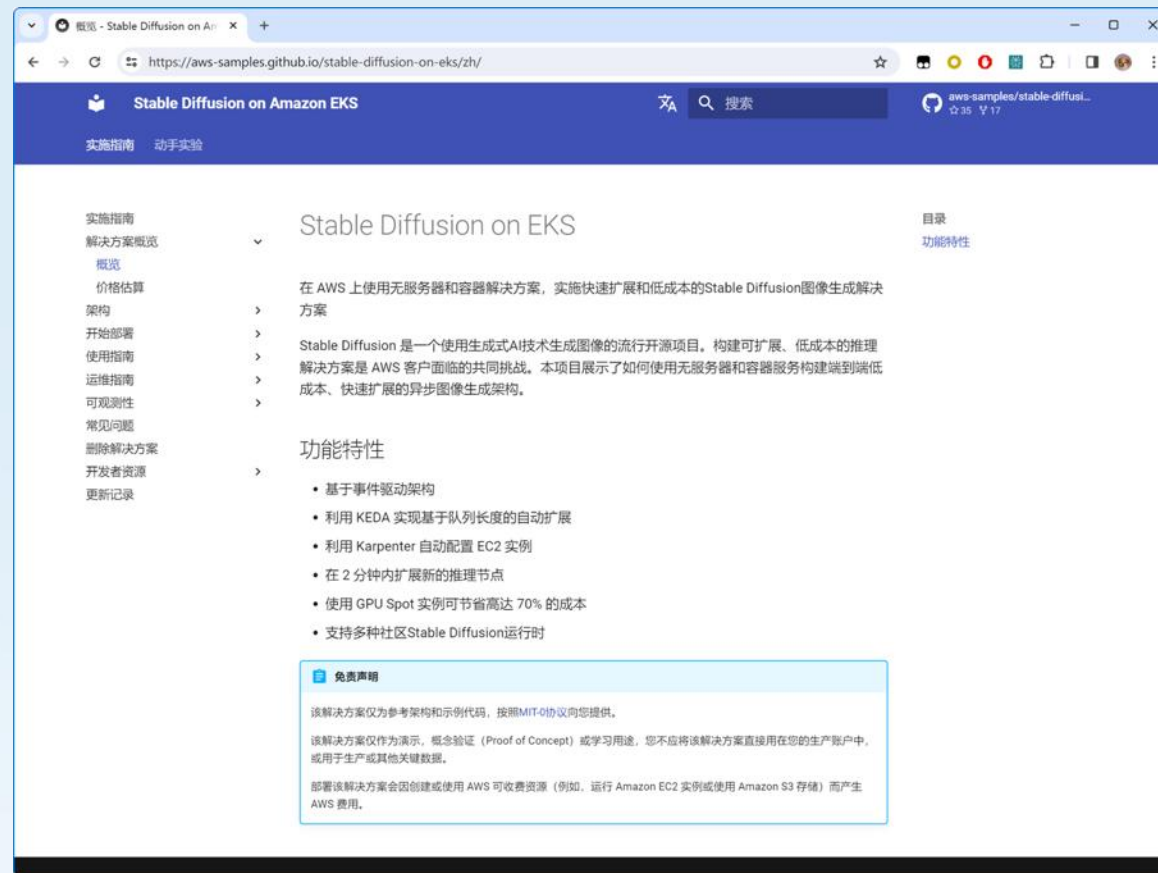 概览 - Stable Diffusion on Am
https://aws-samples.github.io/stable-diffusion-on-eks/zh/
Stable Diffusion on Amazon EKS
搜索
aws-samples/stable-diffusi...
35 17
实施指南 动手实验
实施指南
解决方案概览
概览
价格估算
架构
开始部署
使用指南
运维指南
可观测性
常见问题
删除解决方案
开发者资源
更新记录
Stable Diffusion on EKS
在 AWS 上使用无服务器和容器解决方案，实施快速扩展和低成本的Stable Diffusion图像生成解决
方案
Stable Diffusion 是一个使用生成式AI技术生成图像的流行开源项目。构建可扩展、低成本的推理
解决方案是 AWS 客户面临的共同挑战。本项目展示了如何使用无服务器和容器服务构建端到端低
成本、快速扩展的异步图像生成架构。
功能特性
• 基于事件驱动架构
• 利用 KEDA 实现基于队列长度的自动扩展
• 利用 Karpenter 自动配置 EC2 实例
• 在 2 分钟内扩展新的推理节点
• 使用 GPU Spot 实例可节省高达 70% 的成本
• 支持多种社区Stable Diffusion运行时
免责声明
该解决方案仅为参考架构和示例代码，按照MIT-0协议向您提供。
该解决方案仅作为演示，概念验证（Proof of Concept）或学习用途，您不应将该解决方案直接用在您的生产账户中，
或用于生产或其他关键数据。
部署该解决方案会因创建或使用 AWS 可收费资源（例如，运行 Amazon EC2 实例或使用 Amazon S3 存储）而产生
AWS 费用。
目录
功能特性